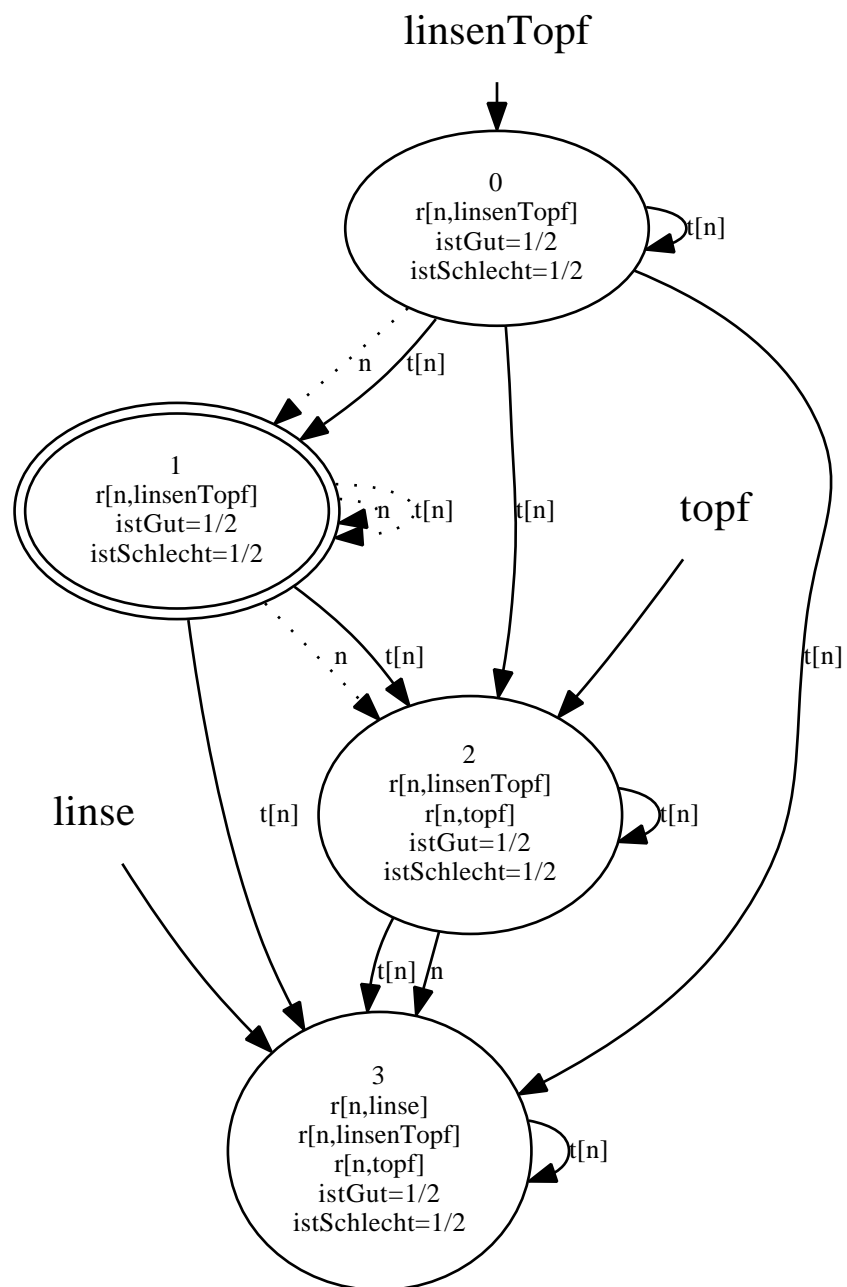 linsenTopf
0
r[n,linsenTopf]
istGut=1/2
istSchlecht=1/2
t[n]
n
t[n]
1
r[n,linsenTopf]
istGut=1/2
istSchlecht=1/2
n
t[n]
t[n]
topf
n
t[n]
t[n]
2
r[n,linsenTopf]
r[n,topf]
istGut=1/2
istSchlecht=1/2
t[n]
linse
t[n]
t[n]
n
3
r[n,linse]
r[n,linsenTopf]
r[n,topf]
istGut=1/2
istSchlecht=1/2
t[n]